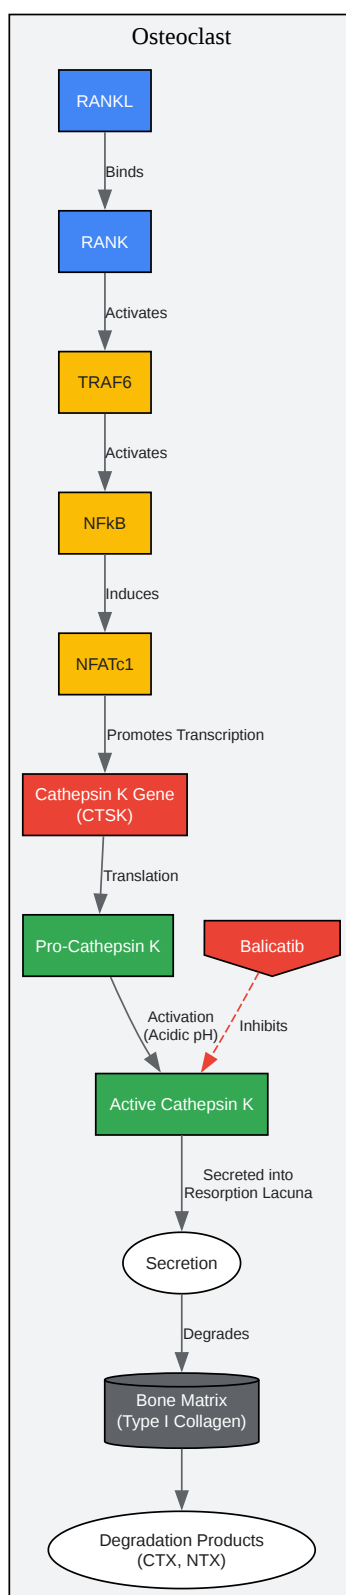 Osteoclast
RANKL
Binds
RANK
Activates
TRAF6
Activates
NFkB
Induces
NFATc1
Promotes Transcription
Cathepsin K Gene
(CTSK)
Translation
Pro-Cathepsin K
Balicatib
Activation
(Acidic pH)
Inhibits
Active Cathepsin K
Secreted into
Resorption Lacuna
Secretion
Degrades
Bone Matrix
(Type I Collagen)
Degradation Products
(CTX, NTX)